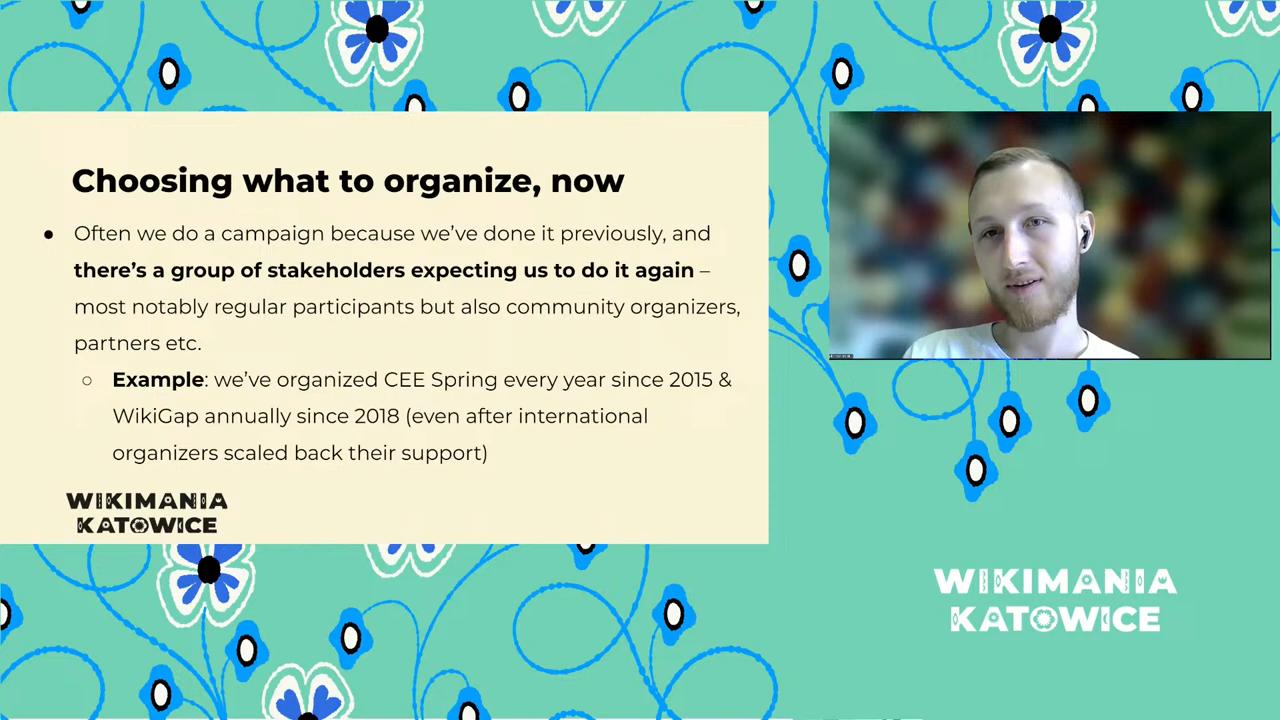 Choosing what to organize, now
● Often we do a campaign because we’ve done it previously, and
there’s a group of stakeholders expecting us to do it again –
most notably regular participants but also community organizers,
partners etc.
○ Example: we’ve organized CEE Spring every year since 2015 &
WikiGap annually since 2018 (even after international
organizers scaled back their support)
WIKIMANIA
KATOWICE
WIKIMANIA
KATOWICE